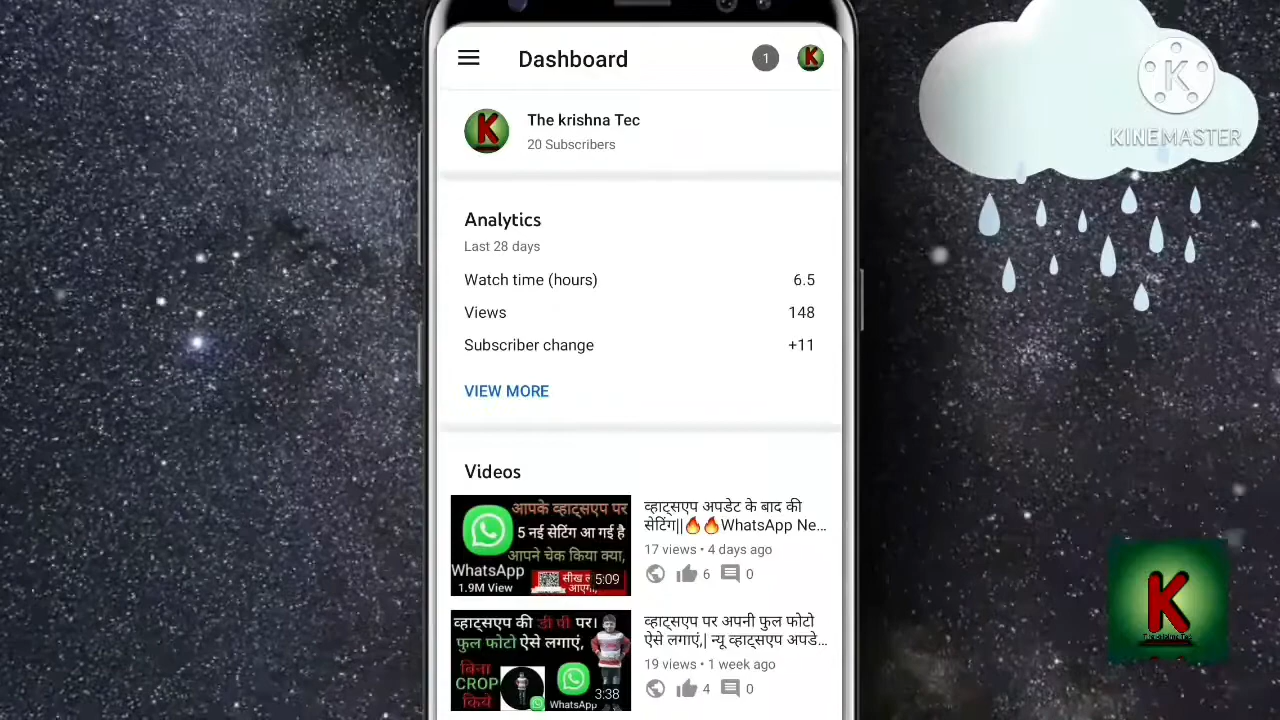 Dashboard
1
K
K
The krishna Tec
20 Subscribers
K
KINEMASTER
Analytics
Last 28 days
Watch time (hours) 6.5
Views 148
Subscriber change +11
VIEW MORE
Videos
आपके व्हाट्सएप पर
5 नई सेटिंग आ गई है
आपने चेक किया क्या,
WhatsApp
1.9M View
सीख
आएगा,
5:09
व्हाट्सएप अपडेट के बाद की
सेटिंग||🔥🔥WhatsApp Ne...
17 views • 4 days ago
6 0
व्हाट्सएप की डी पी पर।
फुल फोटो ऐसे लगाएं,
बिना
CROP
किये
WhatsApp
3:38
व्हाट्सएप पर अपनी फुल फोटो
ऐसे लगाएं,| न्यू व्हाट्सएप अपडे...
19 views • 1 week ago
4 0
K